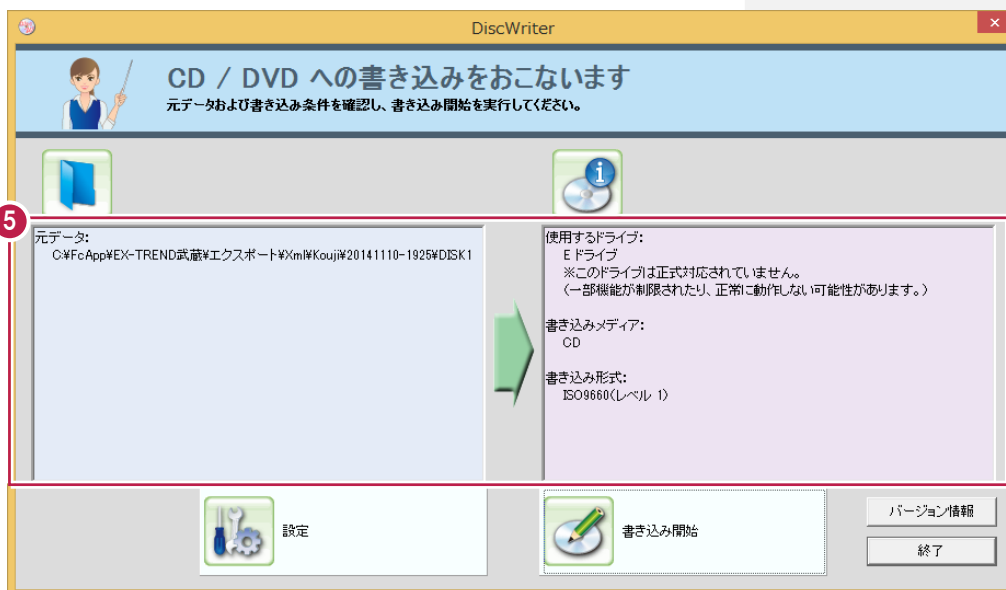 DiscWriter
CD / DVD への書き込みをおこないます
元データおよび書き込み条件を確認し、書き込み開始を実行してください。
5
元データ:
C:¥FcApp¥EX-TREND武蔵¥エクスポート¥Xml¥Kouji¥20141110-1925¥DISK1
使用するドライブ:
E ドライブ
※このドライブは正式対応されていません。
（一部機能が制限されたり、正常に動作しない可能性があります。）
書き込みメディア:
CD
書き込み形式:
ISO9660(レベル 1)
設定
書き込み開始
バージョン情報
終了